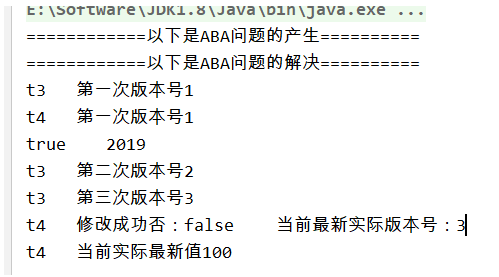 E:\Software\JDK1.8\Java\bin\java.exe ...
============以下是ABA问题的产生==========
============以下是ABA问题的解决==========
t3 第一次版本号1
t4 第一次版本号1
true 2019
t3 第二次版本号2
t3 第三次版本号3
t4 修改成功否：false 当前最新实际版本号：3
t4 当前实际最新值100